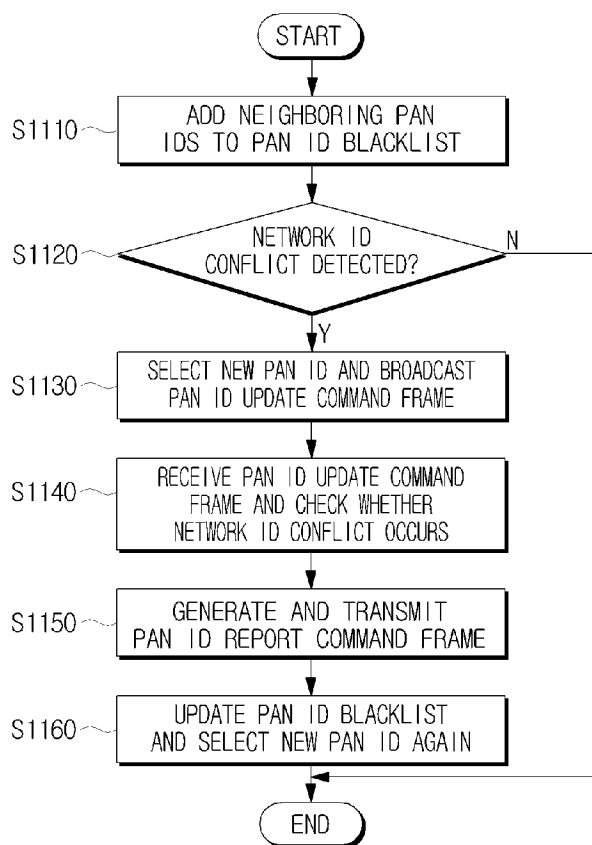 START
S1110
ADD NEIGHBORING PAN
IDS TO PAN ID BLACKLIST
S1120
NETWORK ID
CONFLICT DETECTED?
N
Y
S1130
SELECT NEW PAN ID AND BROADCAST
PAN ID UPDATE COMMAND FRAME
S1140
RECEIVE PAN ID UPDATE COMMAND
FRAME AND CHECK WHETHER
NETWORK ID CONFLICT OCCURS
S1150
GENERATE AND TRANSMIT
PAN ID REPORT COMMAND FRAME
S1160
UPDATE PAN ID BLACKLIST
AND SELECT NEW PAN ID AGAIN
END